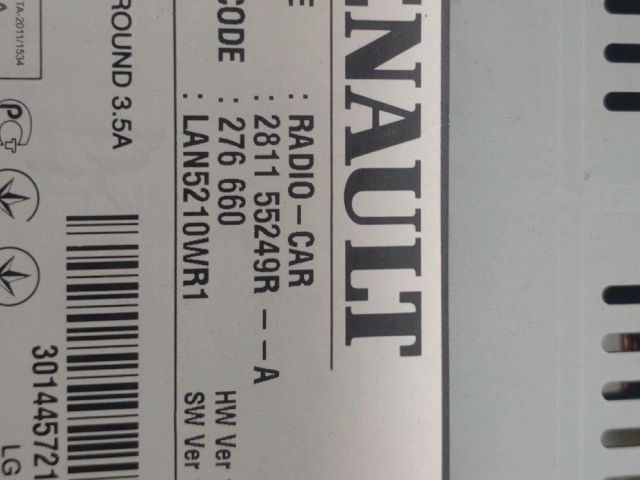 ENAULT
E : RADIO-CAR
: 2811 55249R--A
CODE : 276 660
: LAN5210WR1
HW Ver
SW Ver
ROUND 3.5A
TA-2011/1534
A
301445721
LG